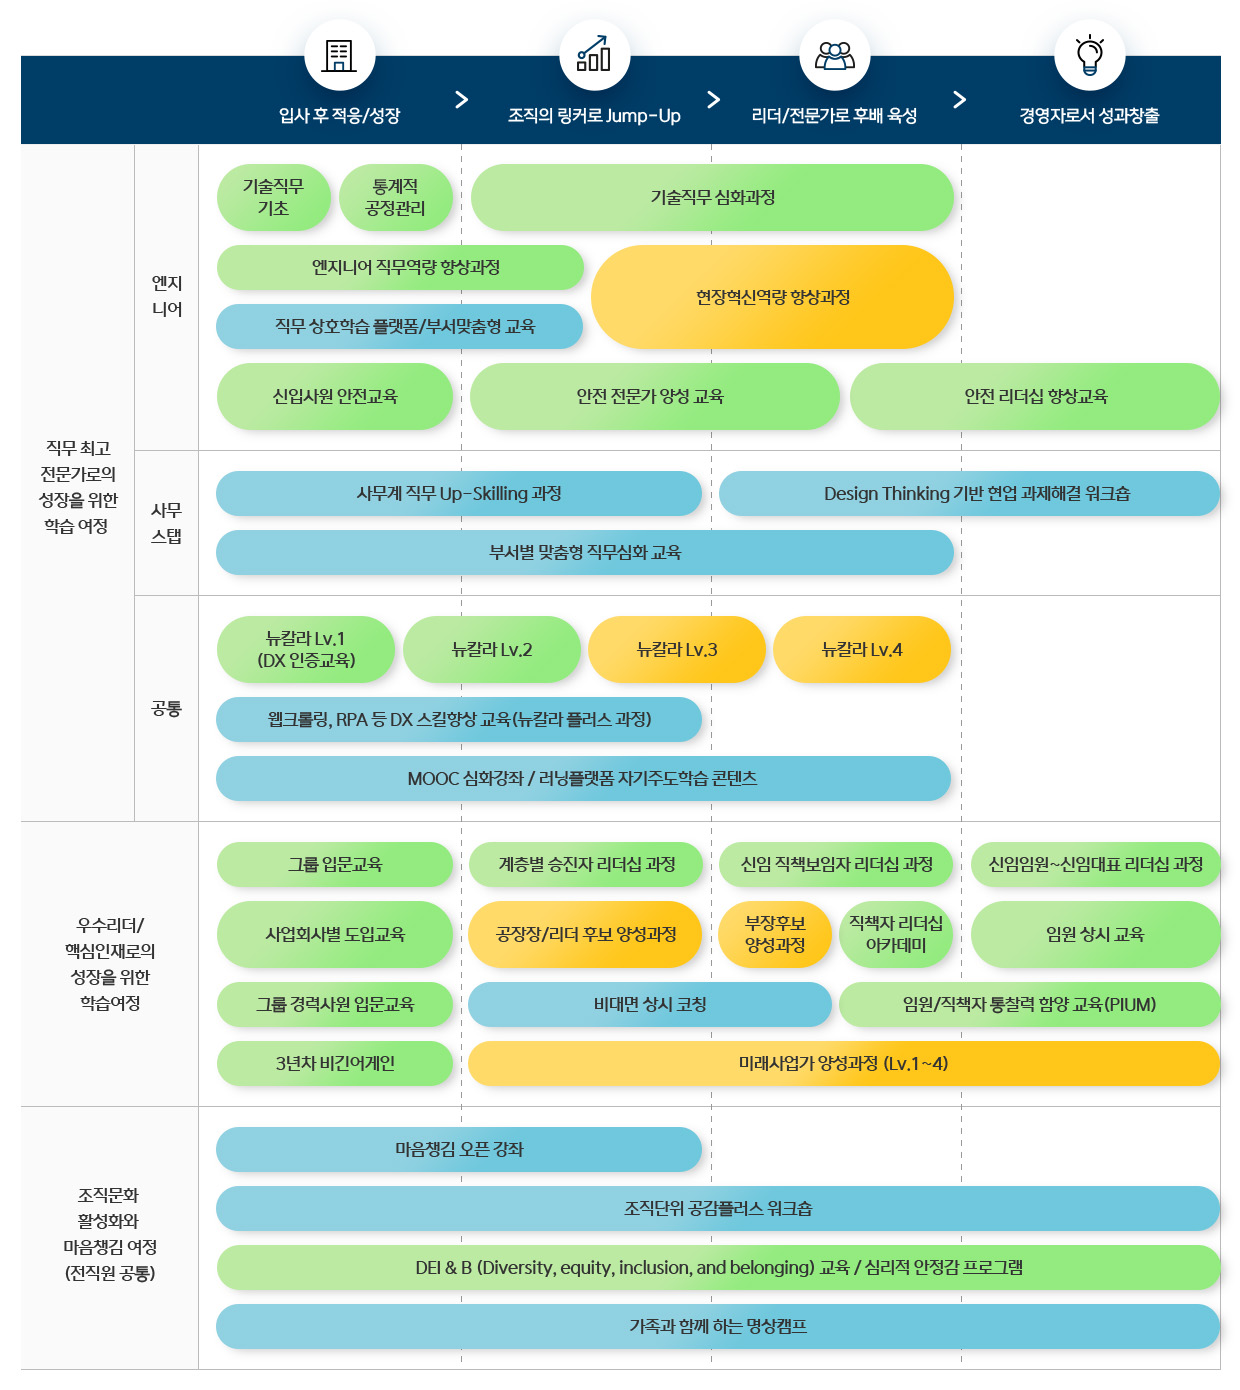 입사 후 적응/성장
조직의 링커로 Jump-Up
리더/전문가로 후배 육성
경영자로서 성과창출
직무 최고
전문가로의
성장을 위한
학습 여정
엔지
니어
기술직무
기초
통계적
공정관리
기술직무 심화과정
엔지니어 직무역량 향상과정
현장혁신역량 향상과정
직무 상호학습 플랫폼/부서맞춤형 교육
신입사원 안전교육
안전 전문가 양성 교육
안전 리더십 향상교육
사무
스탭
사무계 직무 Up-Skilling 과정
Design Thinking 기반 현업 과제해결 워크숍
부서별 맞춤형 직무심화 교육
공통
뉴칼라 Lv.1
(DX 인증교육)
뉴칼라 Lv.2
뉴칼라 Lv.3
뉴칼라 Lv.4
웹크롤링, RPA 등 DX 스킬향상 교육(뉴칼라 플러스 과정)
MOOC 심화강좌 / 러닝플랫폼 자기주도학습 콘텐츠
우수리더/
핵심인재로의
성장을 위한
학습여정
그룹 입문교육
계층별 승진자 리더십 과정
신임 직책보임자 리더십 과정
신임임원~신임대표 리더십 과정
사업회사별 도입교육
공장장/리더 후보 양성과정
부장후보
양성과정
직책자 리더십
아카데미
임원 상시 교육
그룹 경력사원 입문교육
비대면 상시 코칭
임원/직책자 통찰력 함양 교육(PIUM)
3년차 비긴어게인
미래사업가 양성과정 (Lv.1~4)
조직문화
활성화와
마음챙김 여정
(전직원 공통)
마음챙김 오픈 강좌
조직단위 공감플러스 워크숍
DEI & B (Diversity, equity, inclusion, and belonging) 교육 / 심리적 안정감 프로그램
가족과 함께 하는 명상캠프